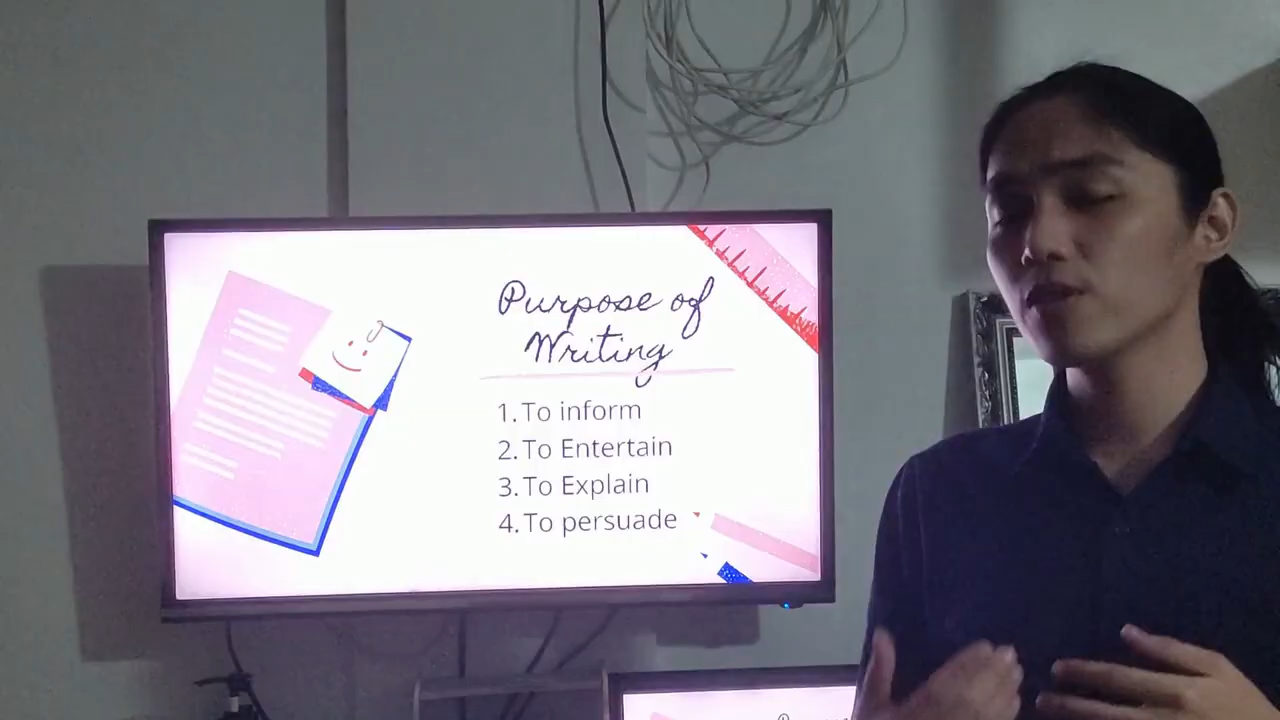 Purpose of
Writing
1. To inform
2. To Entertain
3. To Explain
4. To persuade